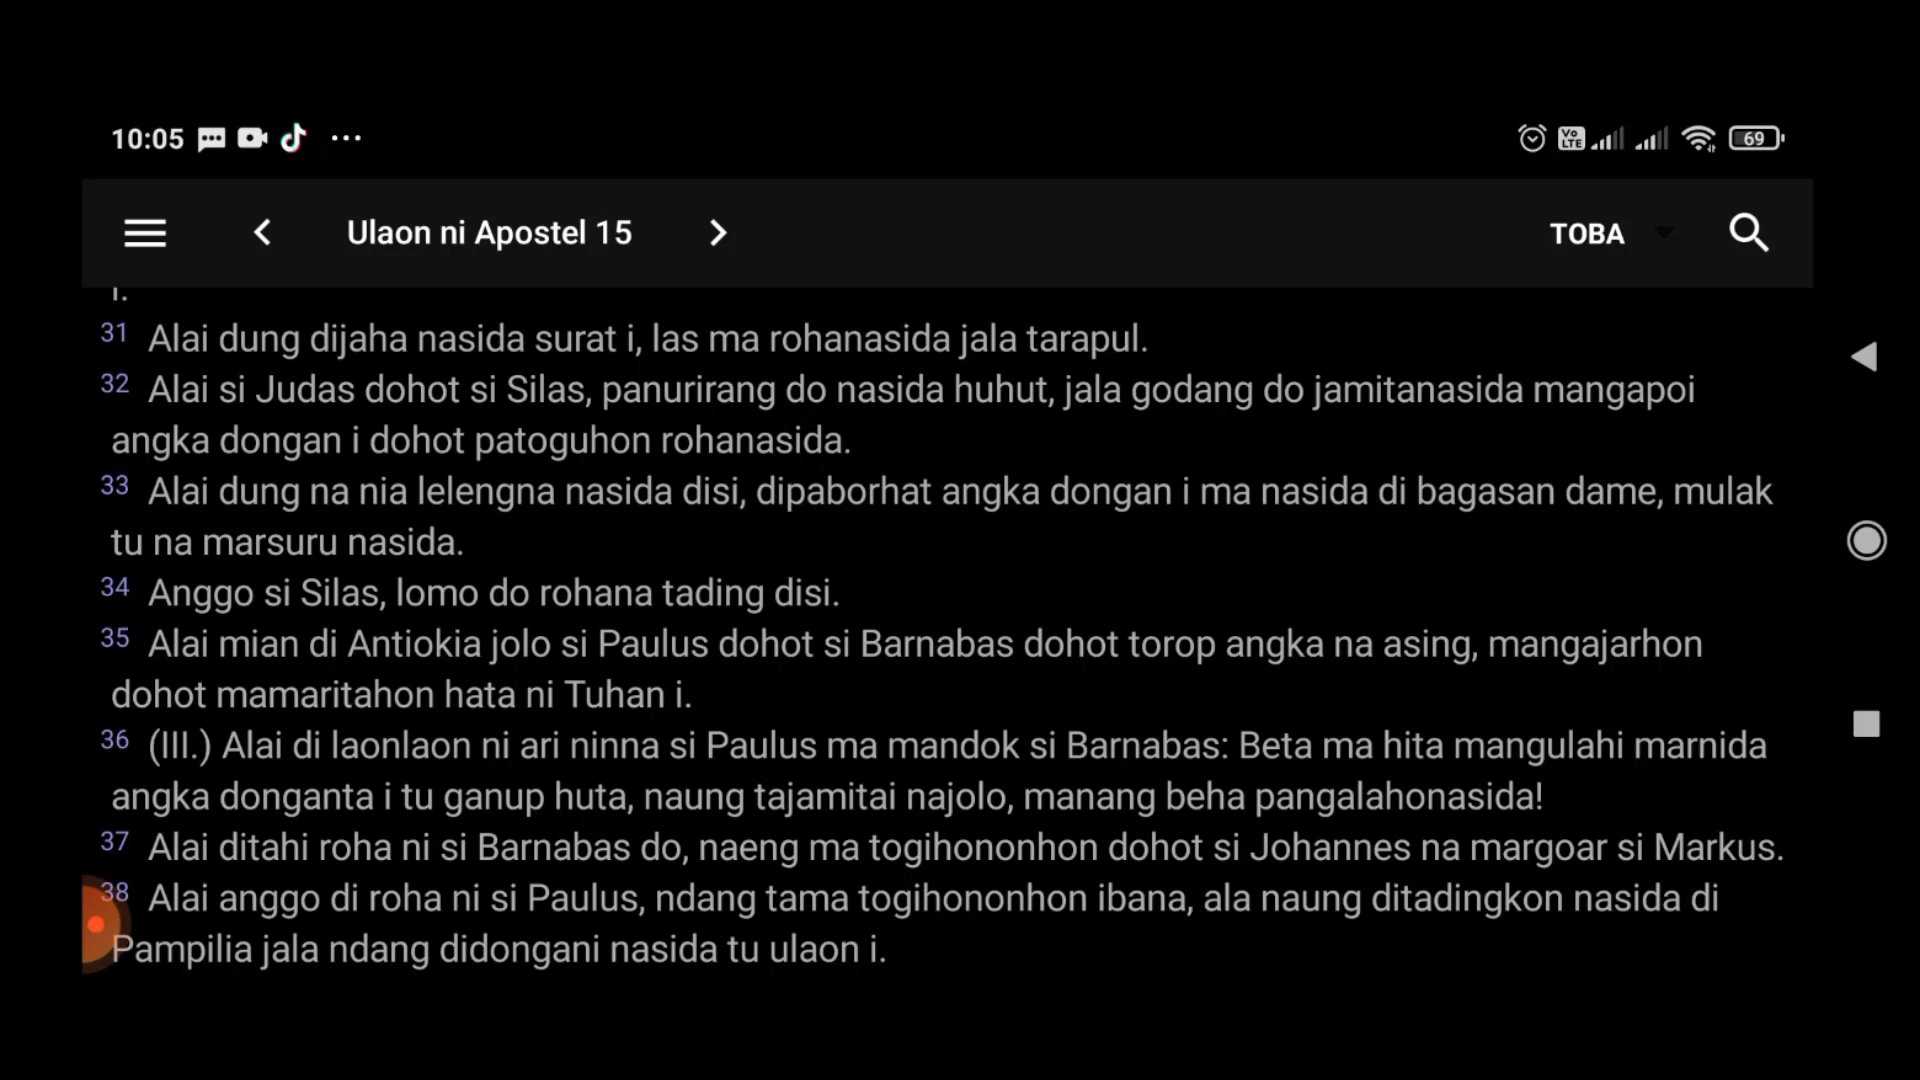 10:05
Vo LTE
69
Ulaon ni Apostel 15
TOBA
i.
31 Alai dung dijaha nasida surat i, las ma rohanasida jala tarapul.
32 Alai si Judas dohot si Silas, panurirang do nasida huhut, jala godang do jamitanasida mangapoi
angka dongan i dohot patoguhon rohanasida.
33 Alai dung na nia lelengna nasida disi, dipaborhat angka dongan i ma nasida di bagasan dame, mulak
tu na marsuru nasida.
34 Anggo si Silas, lomo do rohana tading disi.
35 Alai mian di Antiokia jolo si Paulus dohot si Barnabas dohot torop angka na asing, mangajarhon
dohot mamaritahon hata ni Tuhan i.
36 (III.) Alai di laonlaon ni ari ninna si Paulus ma mandok si Barnabas: Beta ma hita mangulahi marnida
angka donganta i tu ganup huta, naung tajamitai najolo, manang beha pangalahonasida!
37 Alai ditahi roha ni si Barnabas do, naeng ma togihononhon dohot si Johannes na margoar si Markus.
38 Alai anggo di roha ni si Paulus, ndang tama togihononhon ibana, ala naung ditadingkon nasida di
Pampilia jala ndang didongani nasida tu ulaon i.